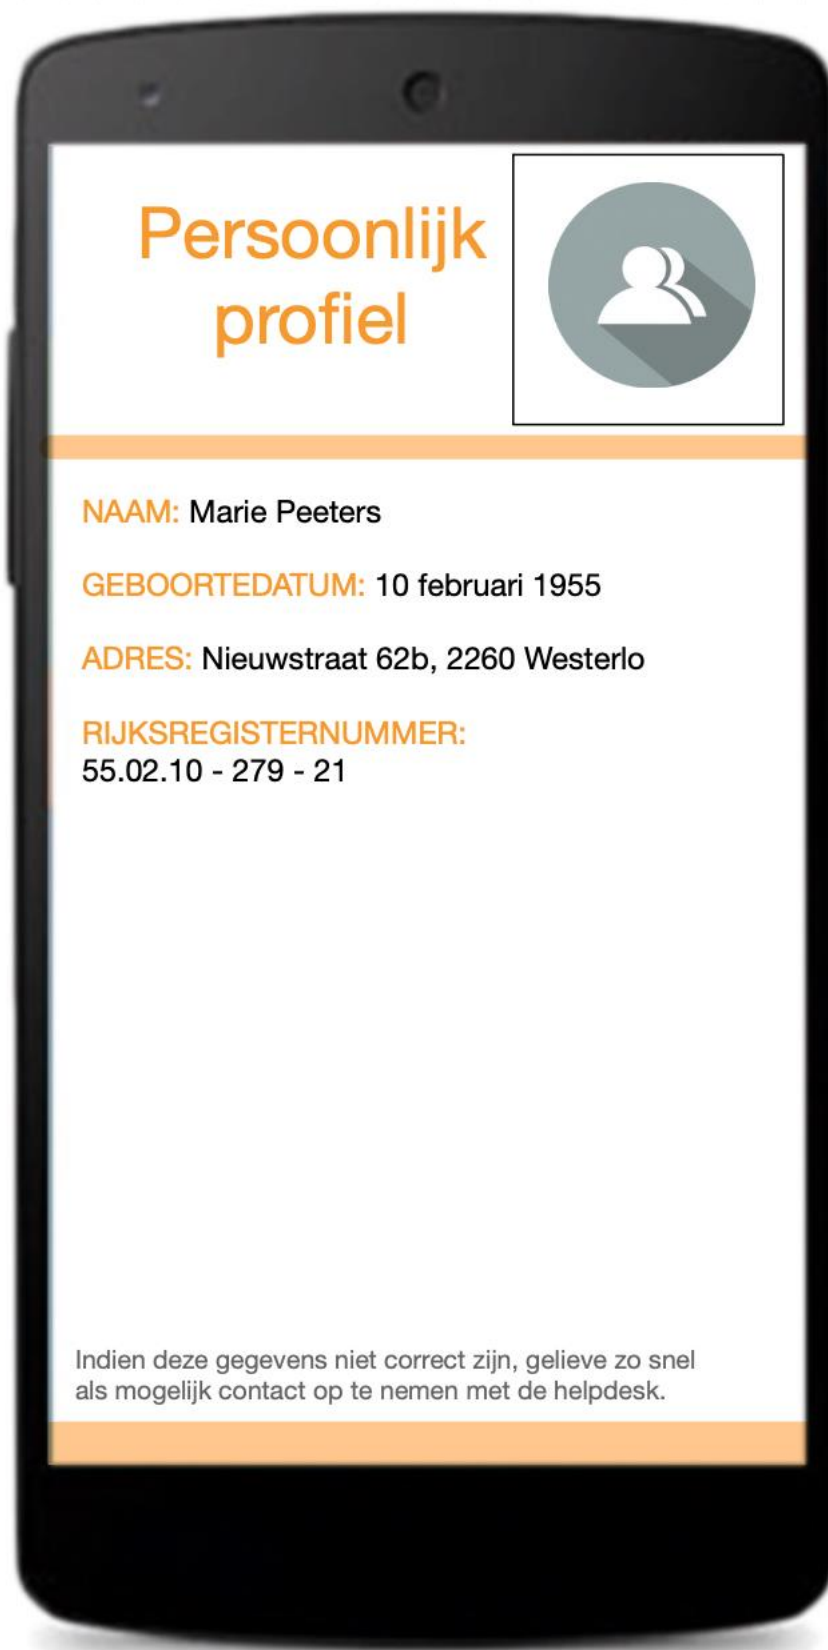 Persoonlijk
profiel
NAAM: Marie Peeters
GEBOORTEDATUM: 10 februari 1955
ADRES: Nieuwstraat 62b, 2260 Westerlo
RIJKSREGISTERNUMMER:
55.02.10 - 279 - 21
Indien deze gegevens niet correct zijn, gelieve zo snel
als mogelijk contact op te nemen met de helpdesk.